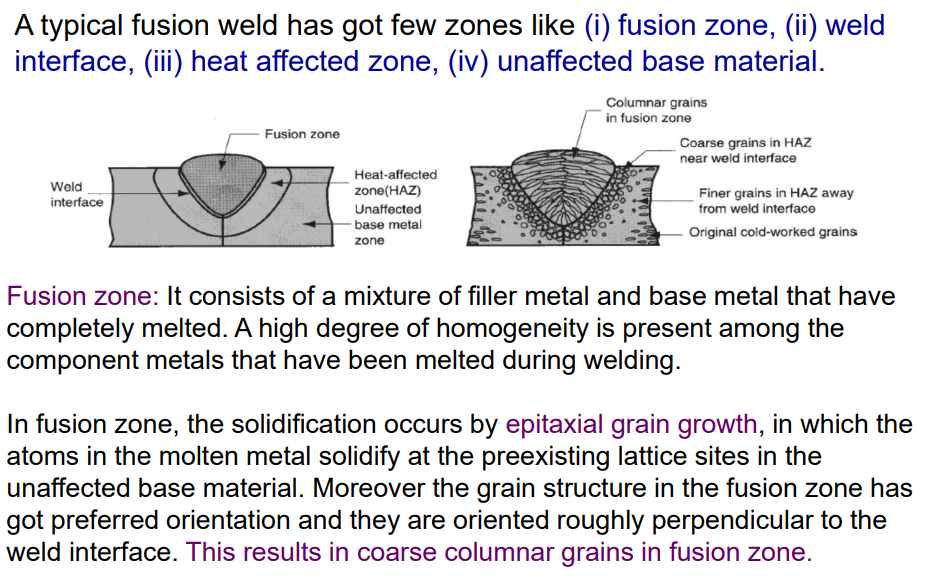 A typical fusion weld has got few zones like (i) fusion zone, (ii) weld
interface, (iii) heat affected zone, (iv) unaffected base material.
Fusion zone
Weld
interface
Heat-affected
zone(HAZ)
Unaffected
base metal
zone
Columnar grains
in fusion zone
Coarse grains in HAZ
near weld interface
Finer grains in HAZ away
from weld interface
Original cold-worked grains
Fusion zone: It consists of a mixture of filler metal and base metal that have
completely melted. A high degree of homogeneity is present among the
component metals that have been melted during welding.
In fusion zone, the solidification occurs by epitaxial grain growth, in which the
atoms in the molten metal solidify at the preexisting lattice sites in the
unaffected base material. Moreover the grain structure in the fusion zone has
got preferred orientation and they are oriented roughly perpendicular to the
weld interface. This results in coarse columnar grains in fusion zone.